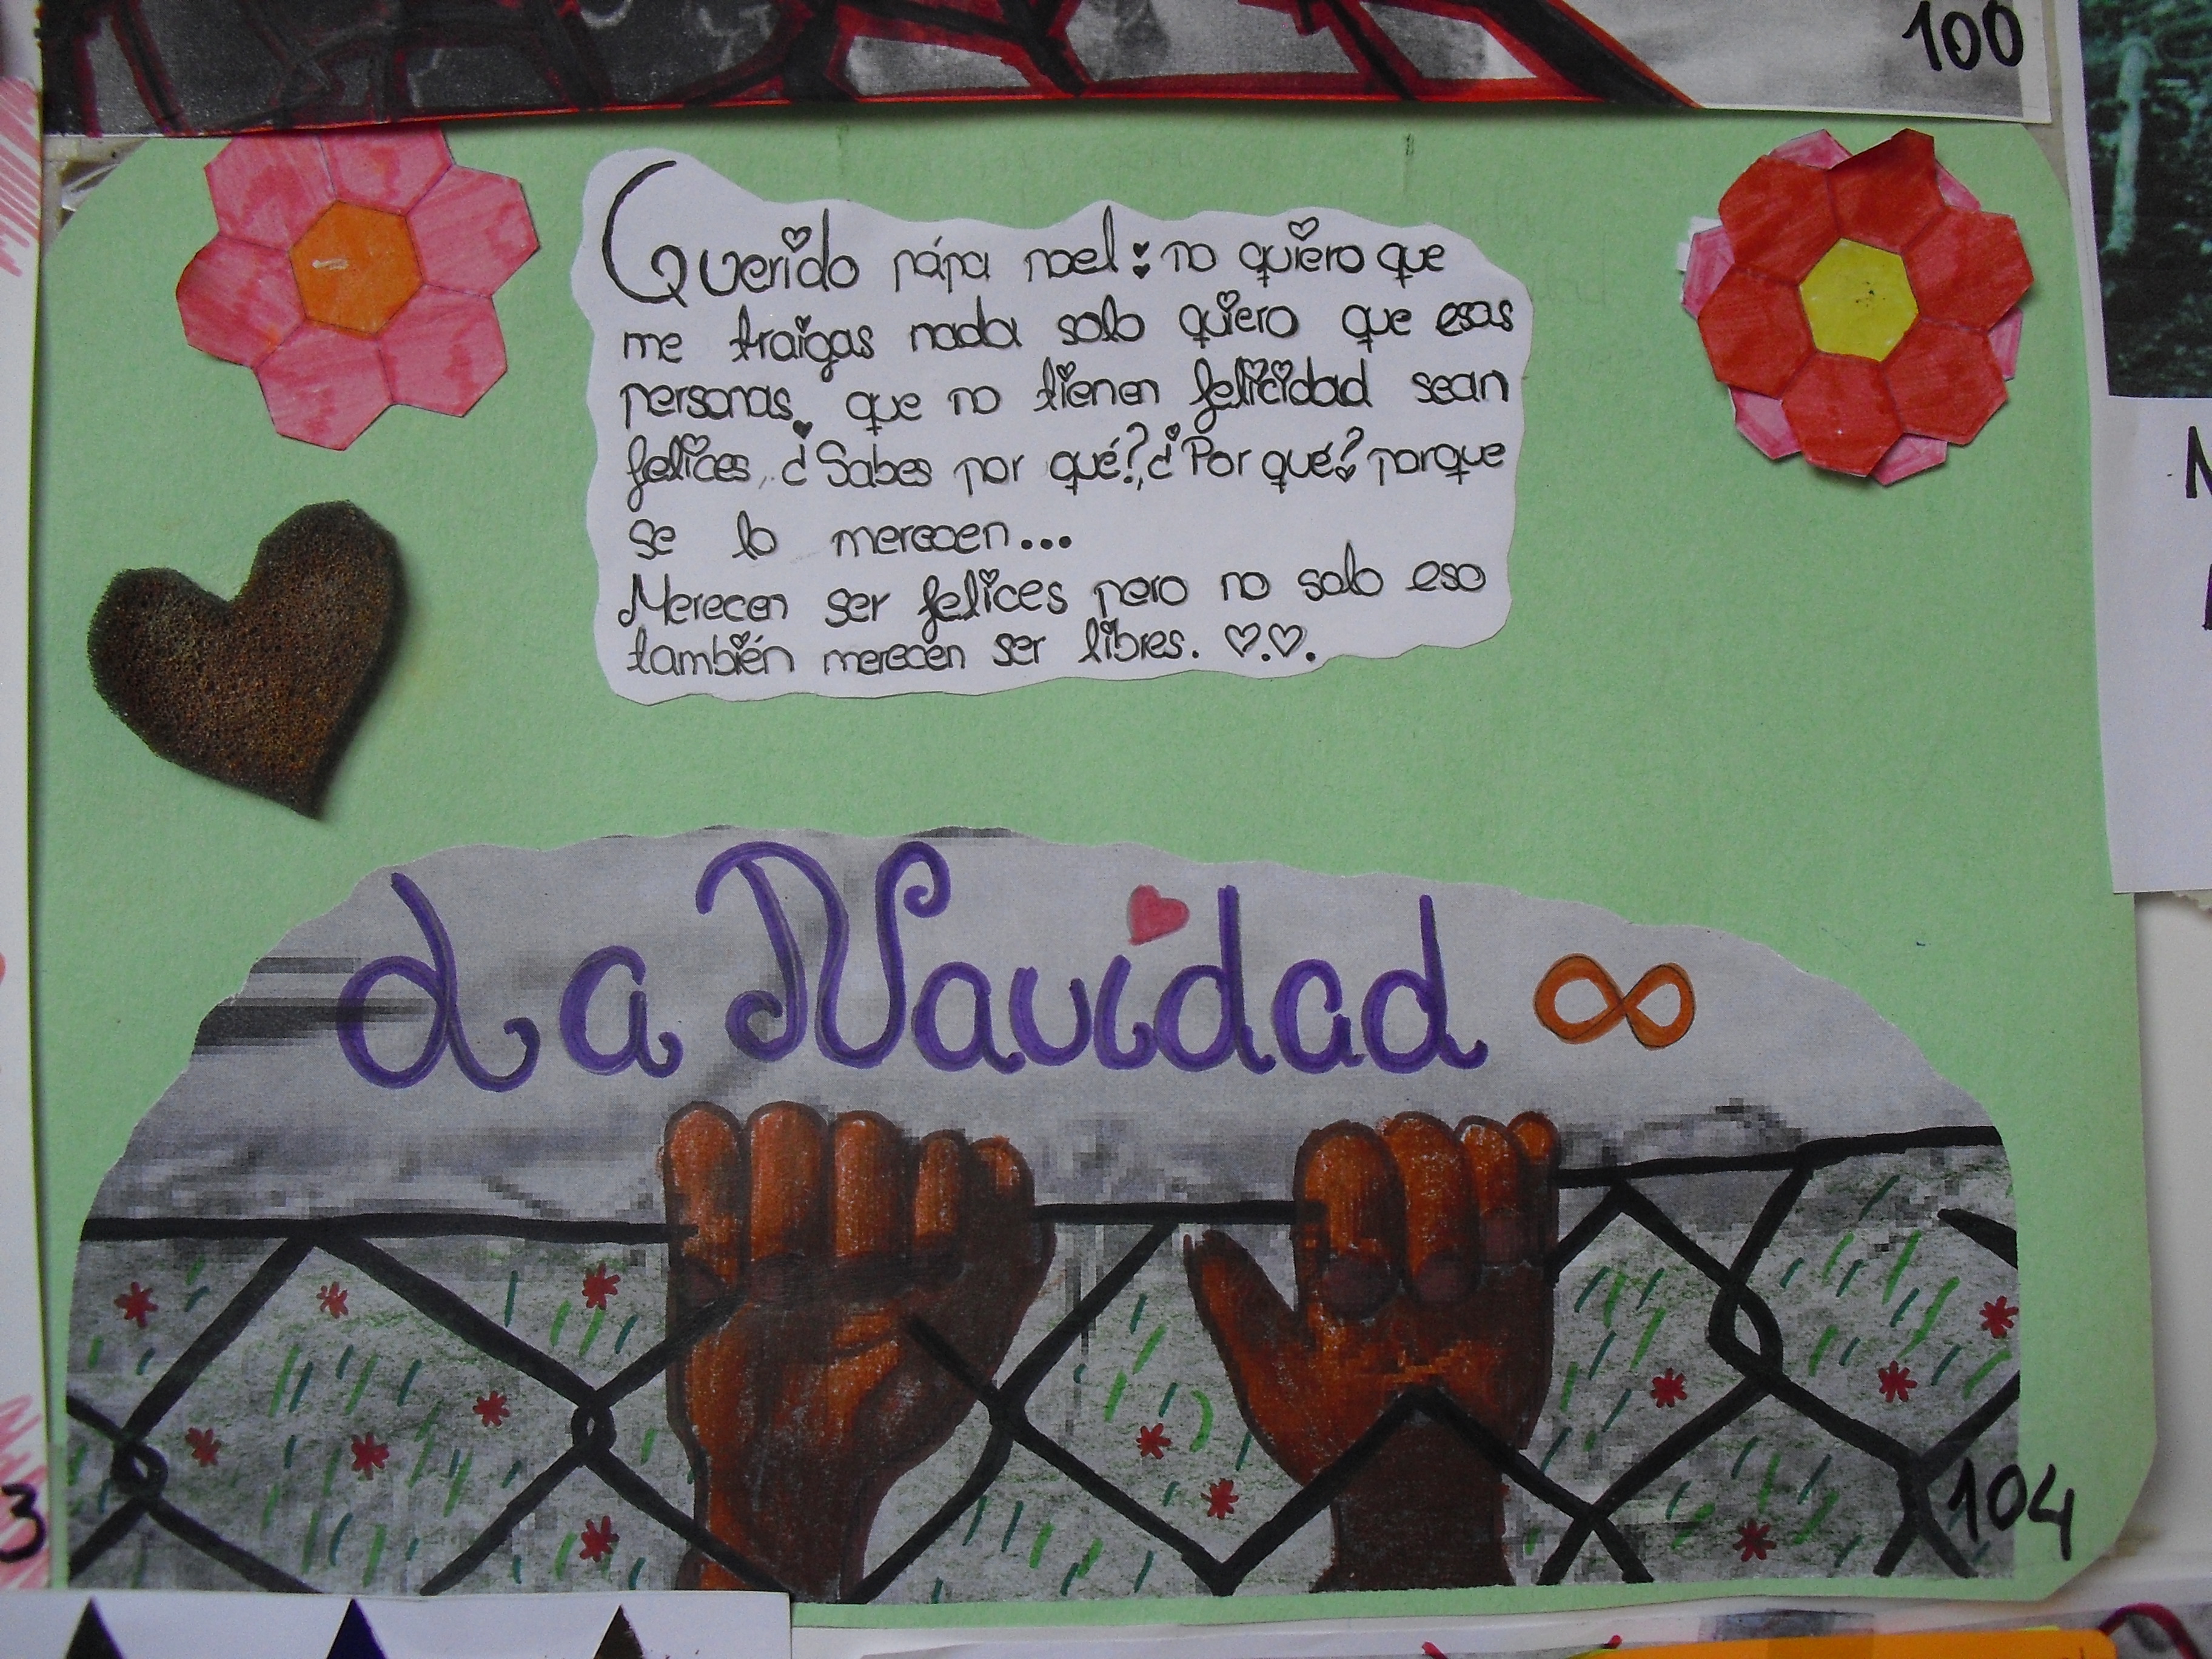 100
Querido pápa noel: no quiero que
me traigas nada solo quiero que esas
personas que no tienen felicidad sean
felices, ¿Sabes por qué?, ¿Por qué? porque
se lo merecen...
Merecen ser felices pero no solo eso
también merecen ser libres. ♡.♡.
La Navidad ∞
104
3